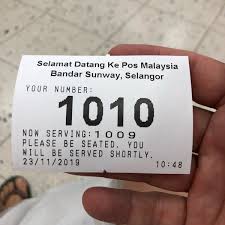 Selamat Datang Ke Pos Malaysia
Bandar Sunway, Selangor
YOUR NUMBER:
1010
NOW SERVING:1009
PLEASE BE SEATED. YOU
WILL BE SERVED SHORTLY.
23/11/2019 10:48